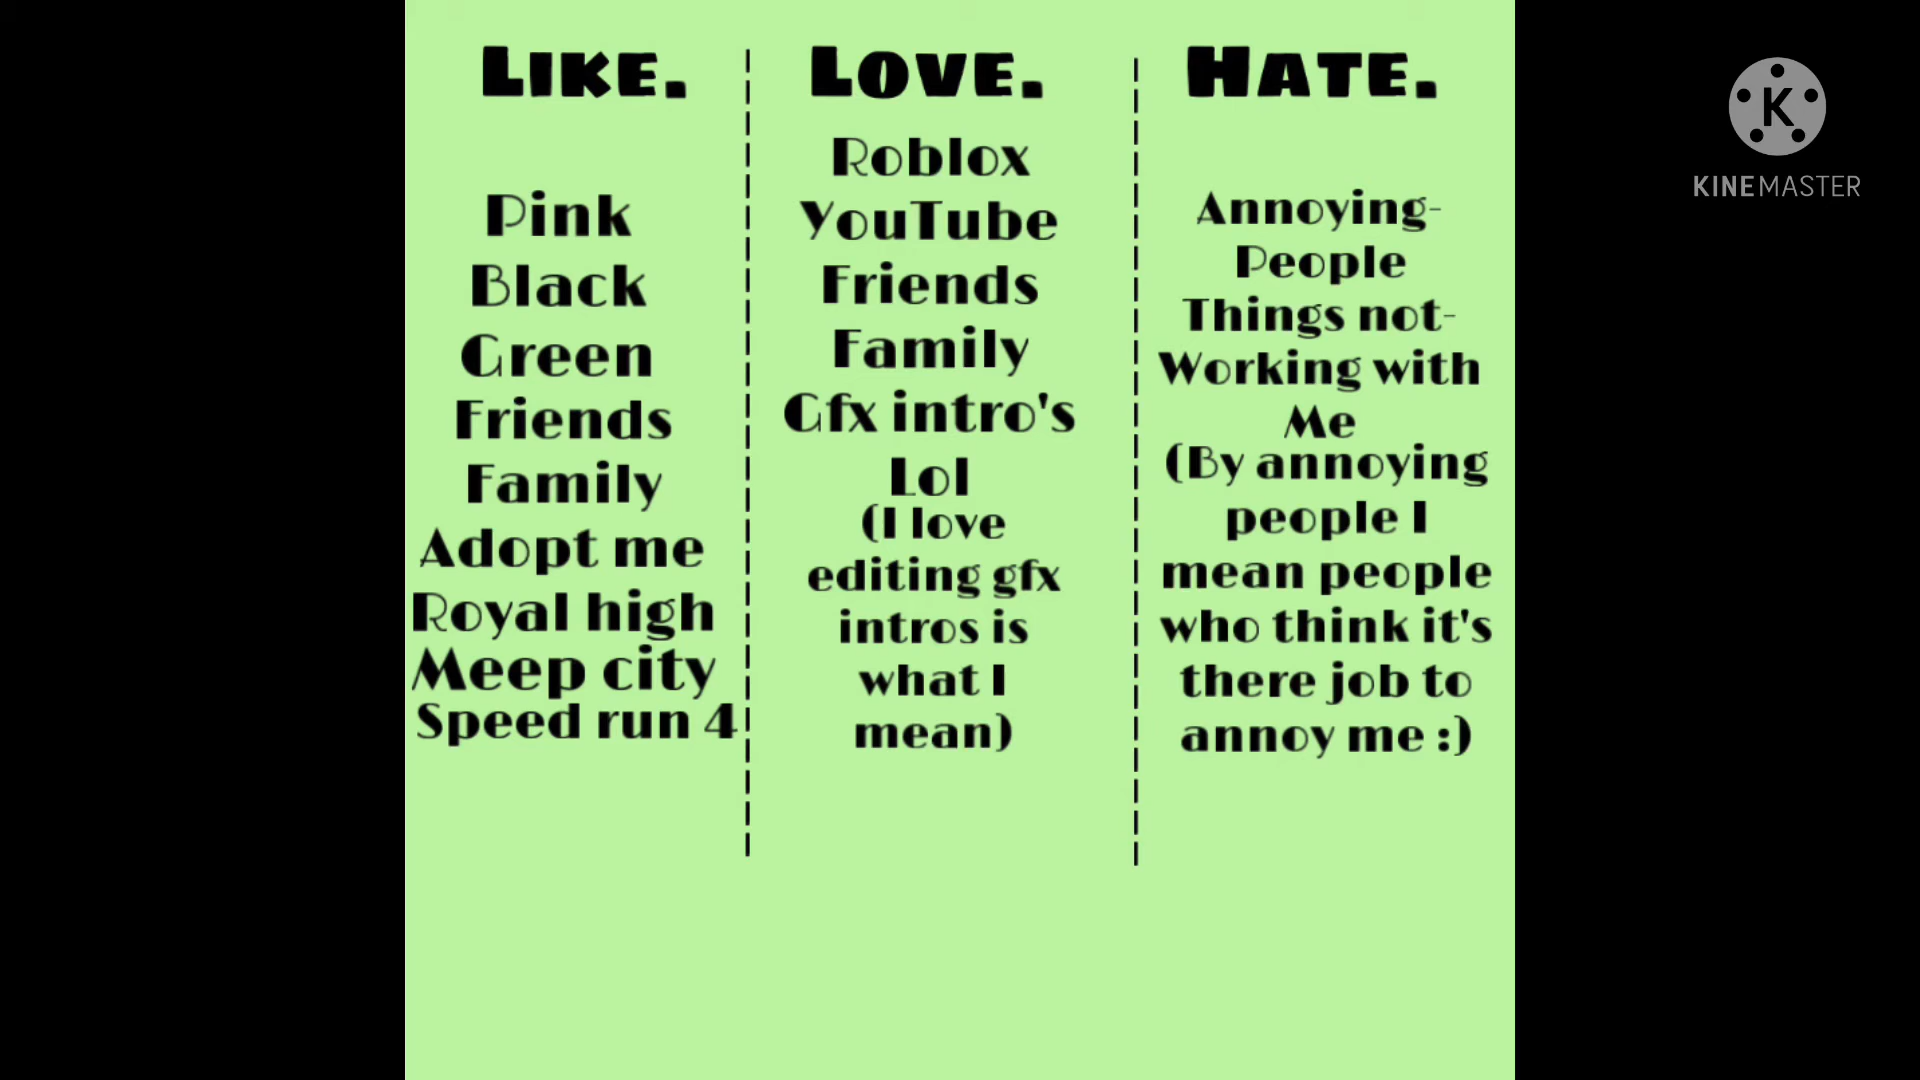 Like.
Pink
Black
Green
Friends
Family
Adopt me
Royal high
Meep city
Speed run 4
Love.
Roblox
YouTube
Friends
Family
Gfx intro's
Lol
(I love
editing gfx
intros is
what I
mean)
Hate.
Annoying-
People
Things not-
Working with
Me
(By annoying
people I
mean people
who think it's
there job to
annoy me :)
K
KINEMASTER